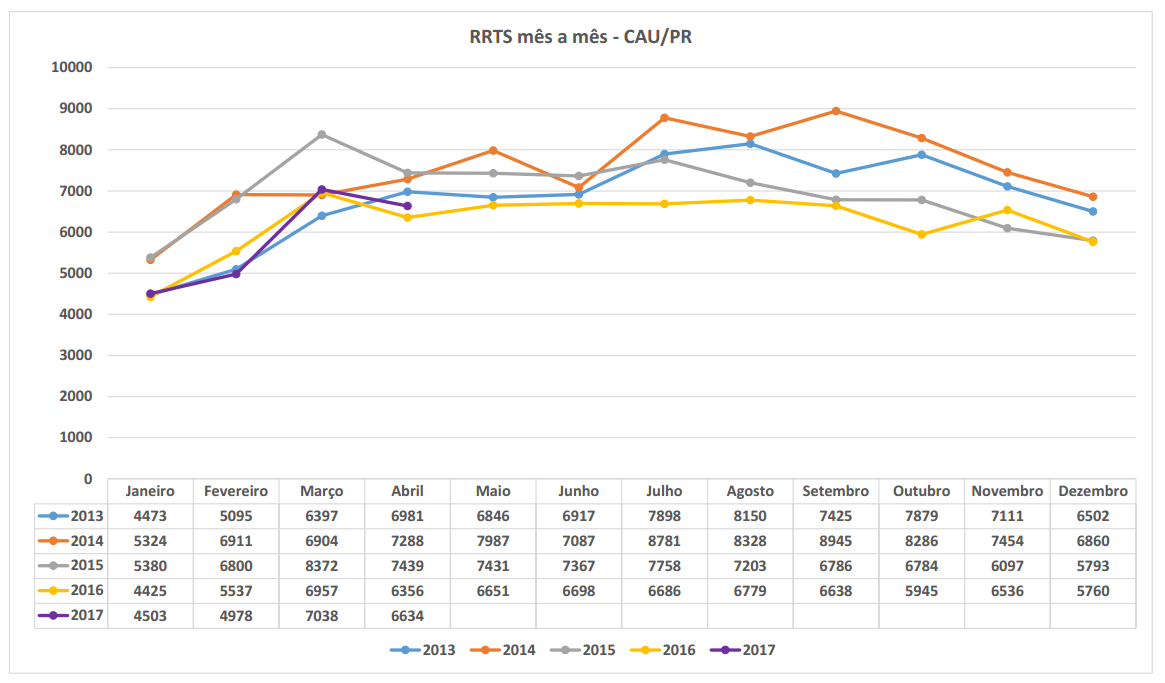 RRTS mês a mês - CAU/PR
10000
9000
8000
7000
6000
5000
4000
3000
2000
1000
0
Janeiro Fevereiro Março Abril Maio Junho Julho Agosto Setembro Outubro Novembro Dezembro
2013 4473 5095 6397 6981 6846 6917 7898 8150 7425 7879 7111 6502
2014 5324 6911 6904 7288 7987 7087 8781 8328 8945 8286 7454 6860
2015 5380 6800 8372 7439 7431 7367 7758 7203 6786 6784 6097 5793
2016 4425 5537 6957 6356 6651 6698 6686 6779 6638 5945 6536 5760
2017 4503 4978 7038 6634
2013 2014 2015 2016 2017